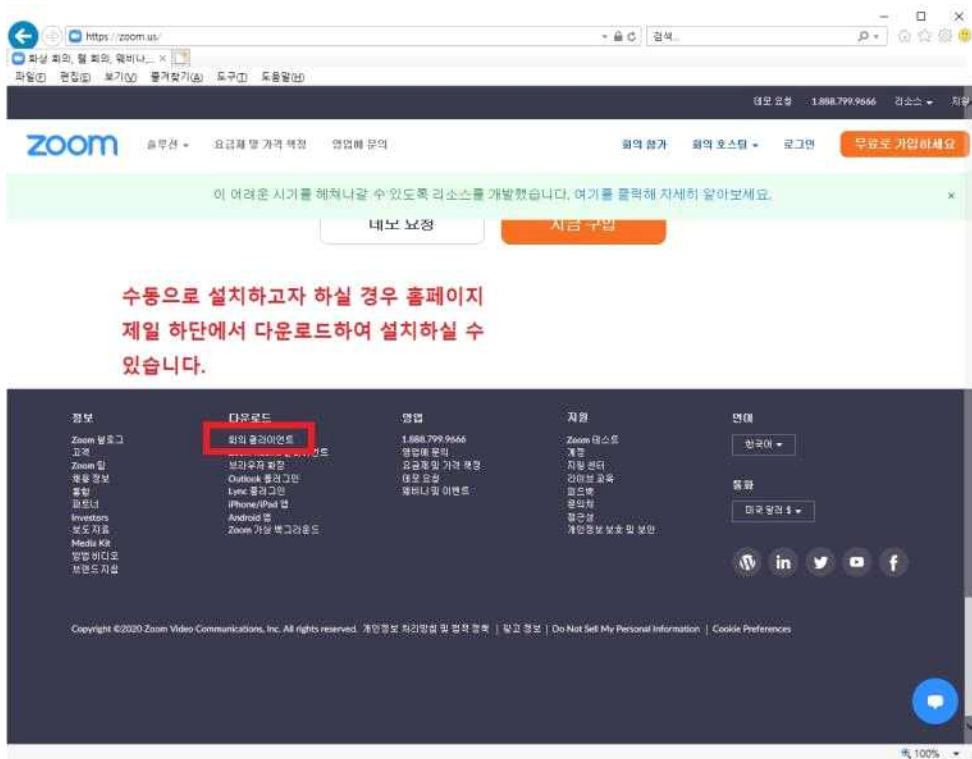 https://zoom.us/
검색...
화상 회의, 웹 회의, 웨비나,...
파일(F) 편집(E) 보기(V) 즐겨찾기(A) 도구(T) 도움말(H)
데모 요청 1.888.799.9666 리소스 지원
zoom 솔루션 요금제 및 가격 책정 영업에 문의 회의 참가 회의 호스팅 로그인 무료로 가입하세요
이 어려운 시기를 헤쳐나갈 수 있도록 리소스를 개발했습니다. 여기를 클릭해 자세히 알아보세요.
데모 요청 지금 구입
수동으로 설치하고자 하실 경우 홈페이지
제일 하단에서 다운로드하여 설치하실 수
있습니다.
정보
Zoom 블로그
고객
Zoom 팀
채용 정보
통합
파트너
Investors
보도 자료
Media Kit
방법 비디오
브랜드 지침
다운로드
회의 클라이언트
브라우저 확장
Outlook 플러그인
Lync 플러그인
iPhone/iPad 앱
Android 앱
Zoom 가상 백그라운드
영업
1.888.799.9666
영업에 문의
요금제 및 가격 책정
데모 요청
웨비나 및 이벤트
지원
Zoom 테스트
계정
지원 센터
라이브 교육
피드백
문의처
접근성
개인정보 보호 및 보안
언어
한국어
통화
미국 달러 $
Copyright ©2020 Zoom Video Communications, Inc. All rights reserved. 개인정보 처리방침 및 법적 정책 | 광고 정보 | Do Not Sell My Personal Information | Cookie Preferences
100%